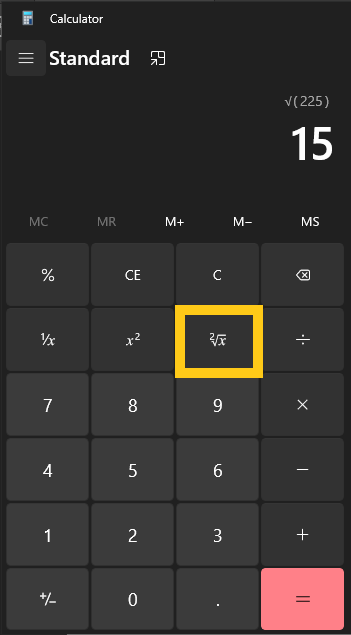 Calculator
Standard
√(225)
15
MC MR M+ M− MS
% CE C
¹/x x² ²√x ÷
7 8 9 ×
4 5 6 −
1 2 3 +
+/− 0 . =